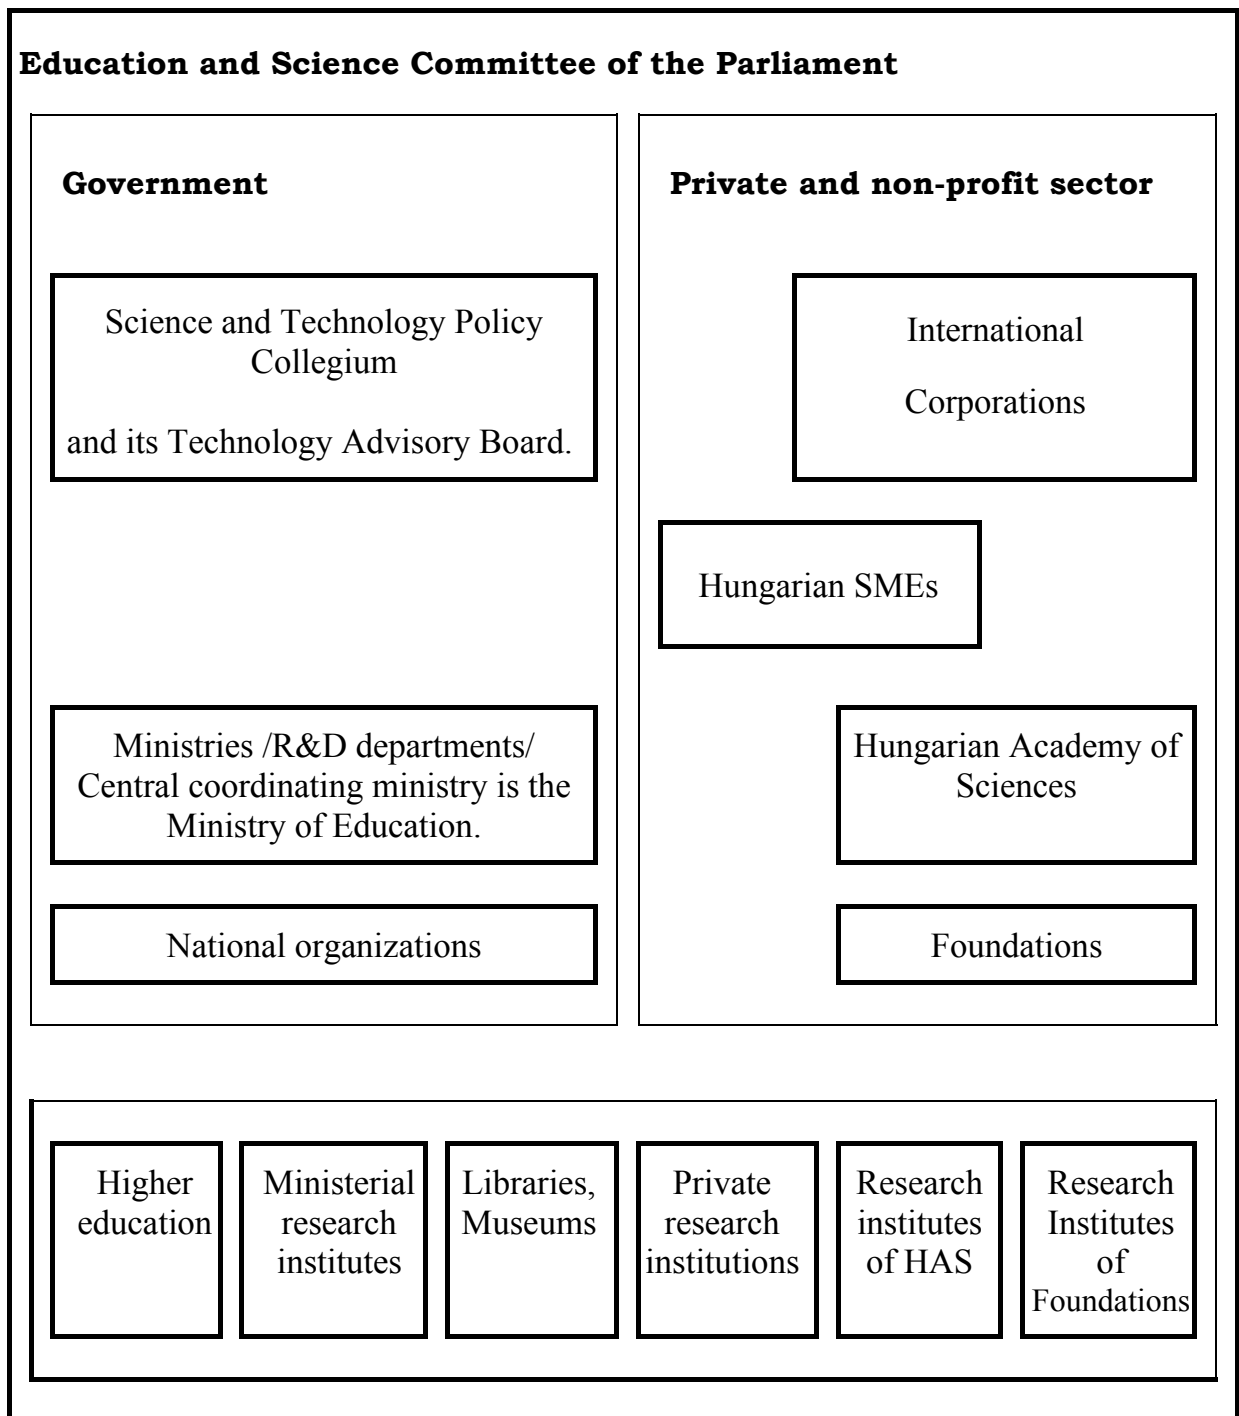 Education and Science Committee of the Parliament
Government
Science and Technology Policy
Collegium
and its Technology Advisory Board.
Ministries /R&D departments/
Central coordinating ministry is the
Ministry of Education.
National organizations
Private and non-profit sector
International
Corporations
Hungarian SMEs
Hungarian Academy of
Sciences
Foundations
Higher
education
Ministerial
research
institutes
Libraries,
Museums
Private
research
institutions
Research
institutes
of HAS
Research
Institutes
of
Foundations